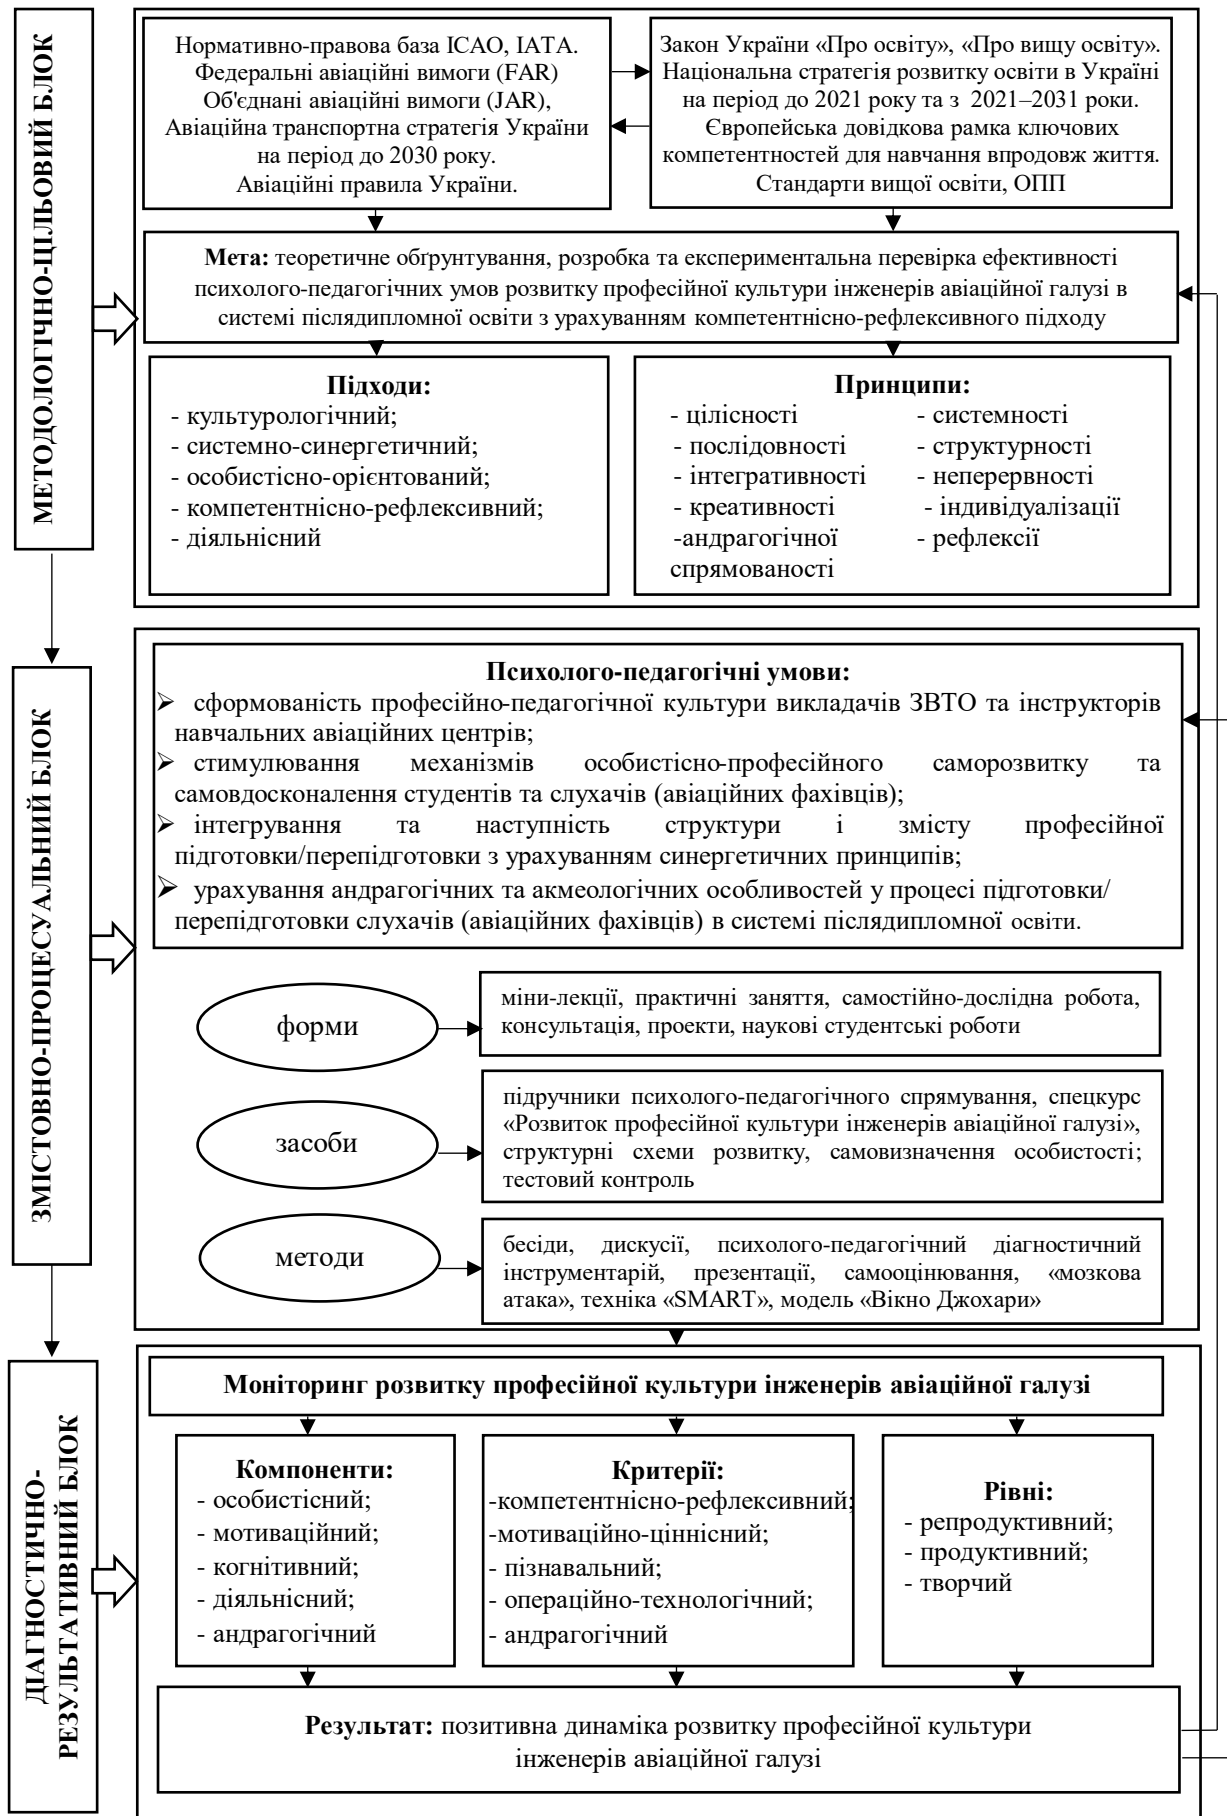 МЕТОДОЛОГІЧНО-ЦІЛЬОВИЙ БЛОК
Нормативно-правова база ІСАО, ІАТА.
Федеральні авіаційні вимоги (FAR)
Об'єднані авіаційні вимоги (JAR),
Авіаційна транспортна стратегія України
на період до 2030 року.
Авіаційні правила України.
Закон України «Про освіту», «Про вищу освіту».
Національна стратегія розвитку освіти в Україні
на період до 2021 року та з 2021–2031 роки.
Європейська довідкова рамка ключових
компетентностей для навчання впродовж життя.
Стандарти вищої освіти, ОПП
Мета: теоретичне обґрунтування, розробка та експериментальна перевірка ефективності
психолого-педагогічних умов розвитку професійної культури інженерів авіаційної галузі в
системі післядипломної освіти з урахуванням компетентнісно-рефлексивного підходу
Підходи:
- культурологічний;
- системно-синергетичний;
- особистісно-орієнтований;
- компетентнісно-рефлексивний;
- діяльнісний
Принципи:
- цілісності
- послідовності
- інтегративності
- креативності
-андрагогічної
спрямованості
- системності
- структурності
- неперервності
- індивідуалізації
- рефлексії
ЗМІСТОВНО-ПРОЦЕСУАЛЬНИЙ БЛОК
Психолого-педагогічні умови:
➢ сформованість професійно-педагогічної культури викладачів ЗВТО та інструкторів
навчальних авіаційних центрів;
➢ стимулювання механізмів особистісно-професійного саморозвитку та
самовдосконалення студентів та слухачів (авіаційних фахівців);
➢ інтегрування та наступність структури і змісту професійної
підготовки/перепідготовки з урахуванням синергетичних принципів;
➢ урахування андрагогічних та акмеологічних особливостей у процесі підготовки/
перепідготовки слухачів (авіаційних фахівців) в системі післядипломної освіти.
форми
міни-лекції, практичні заняття, самостійно-дослідна робота,
консультація, проекти, наукові студентські роботи
засоби
підручники психолого-педагогічного спрямування, спецкурс
«Розвиток професійної культури інженерів авіаційної галузі»,
структурні схеми розвитку, самовизначення особистості;
тестовий контроль
методи
бесіди, дискусії, психолого-педагогічний діагностичний
інструментарій, презентації, самооцінювання, «мозкова
атака», техніка «SMART», модель «Вікно Джохари»
ДІАГНОСТИЧНО-
РЕЗУЛЬТАТИВНИЙ БЛОК
Моніторинг розвитку професійної культури інженерів авіаційної галузі
Компоненти:
- особистісний;
- мотиваційний;
- когнітивний;
- діяльнісний;
- андрагогічний
Критерії:
-компетентнісно-рефлексивний;
-мотиваційно-ціннісний;
- пізнавальний;
- операційно-технологічний;
- андрагогічний
Рівні:
- репродуктивний;
- продуктивний;
- творчий
Результат: позитивна динаміка розвитку професійної культури
інженерів авіаційної галузі